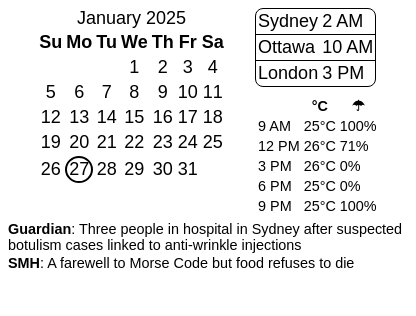 January 2025
Su Mo Tu We Th Fr Sa
1 2 3 4
5 6 7 8 9 10 11
12 13 14 15 16 17 18
19 20 21 22 23 24 25
26 27 28 29 30 31
Sydney 2 AM
Ottawa 10 AM
London 3 PM
°C ☂
9 AM 25°C 100%
12 PM 26°C 71%
3 PM 26°C 0%
6 PM 25°C 0%
9 PM 25°C 100%
Guardian: Three people in hospital in Sydney after suspected
botulism cases linked to anti-wrinkle injections
SMH: A farewell to Morse Code but food refuses to die